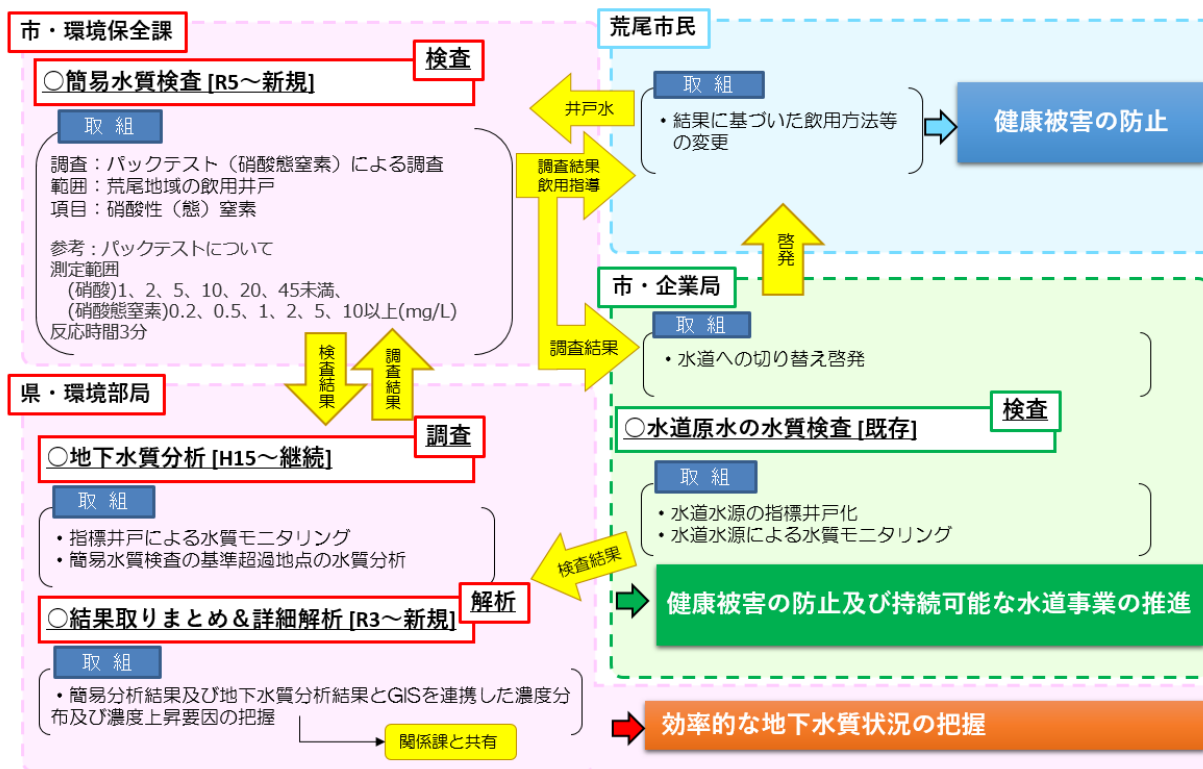 市・環境保全課
検査
○簡易水質検査 [R5～新規]
取 組
調査：パックテスト（硝酸態窒素）による調査
範囲：荒尾地域の飲用井戸
項目：硝酸性（態）窒素
参考：パックテストについて
測定範囲
(硝酸)1、2、5、10、20、45未満、
(硝酸態窒素)0.2、0.5、1、2、5、10以上(mg/L)
反応時間3分
井戸水
調査結果
飲用指導
調査結果
検査結果
調査結果
荒尾市民
取 組
・結果に基づいた飲用方法等
の変更
健康被害の防止
啓発
市・企業局
取 組
・水道への切り替え啓発
検査
○水道原水の水質検査 [既存]
取 組
・水道水源の指標井戸化
・水道水源による水質モニタリング
検査結果
健康被害の防止及び持続可能な水道事業の推進
県・環境部局
調査
○地下水質分析 [H15～継続]
取 組
・指標井戸による水質モニタリング
・簡易水質検査の基準超過地点の水質分析
解析
○結果取りまとめ＆詳細解析 [R3～新規]
取 組
・簡易分析結果及び地下水質分析結果とGISを連携した濃度分
布及び濃度上昇要因の把握
関係課と共有
効率的な地下水質状況の把握